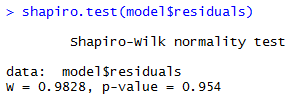 > shapiro.test(model$residuals)
Shapiro-Wilk normality test
data:  model$residuals
W = 0.9828, p-value = 0.954